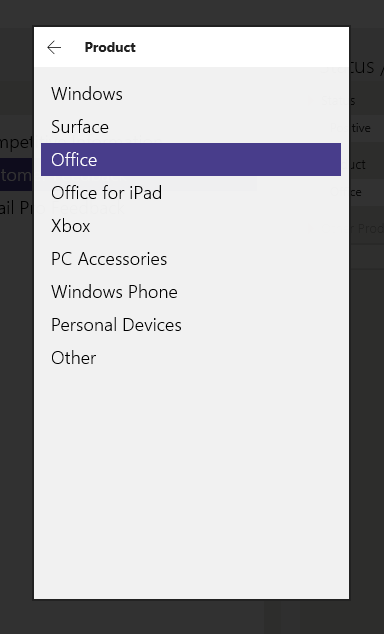 Product
Windows
Surface
Office
Office for iPad
Xbox
PC Accessories
Windows Phone
Personal Devices
Other